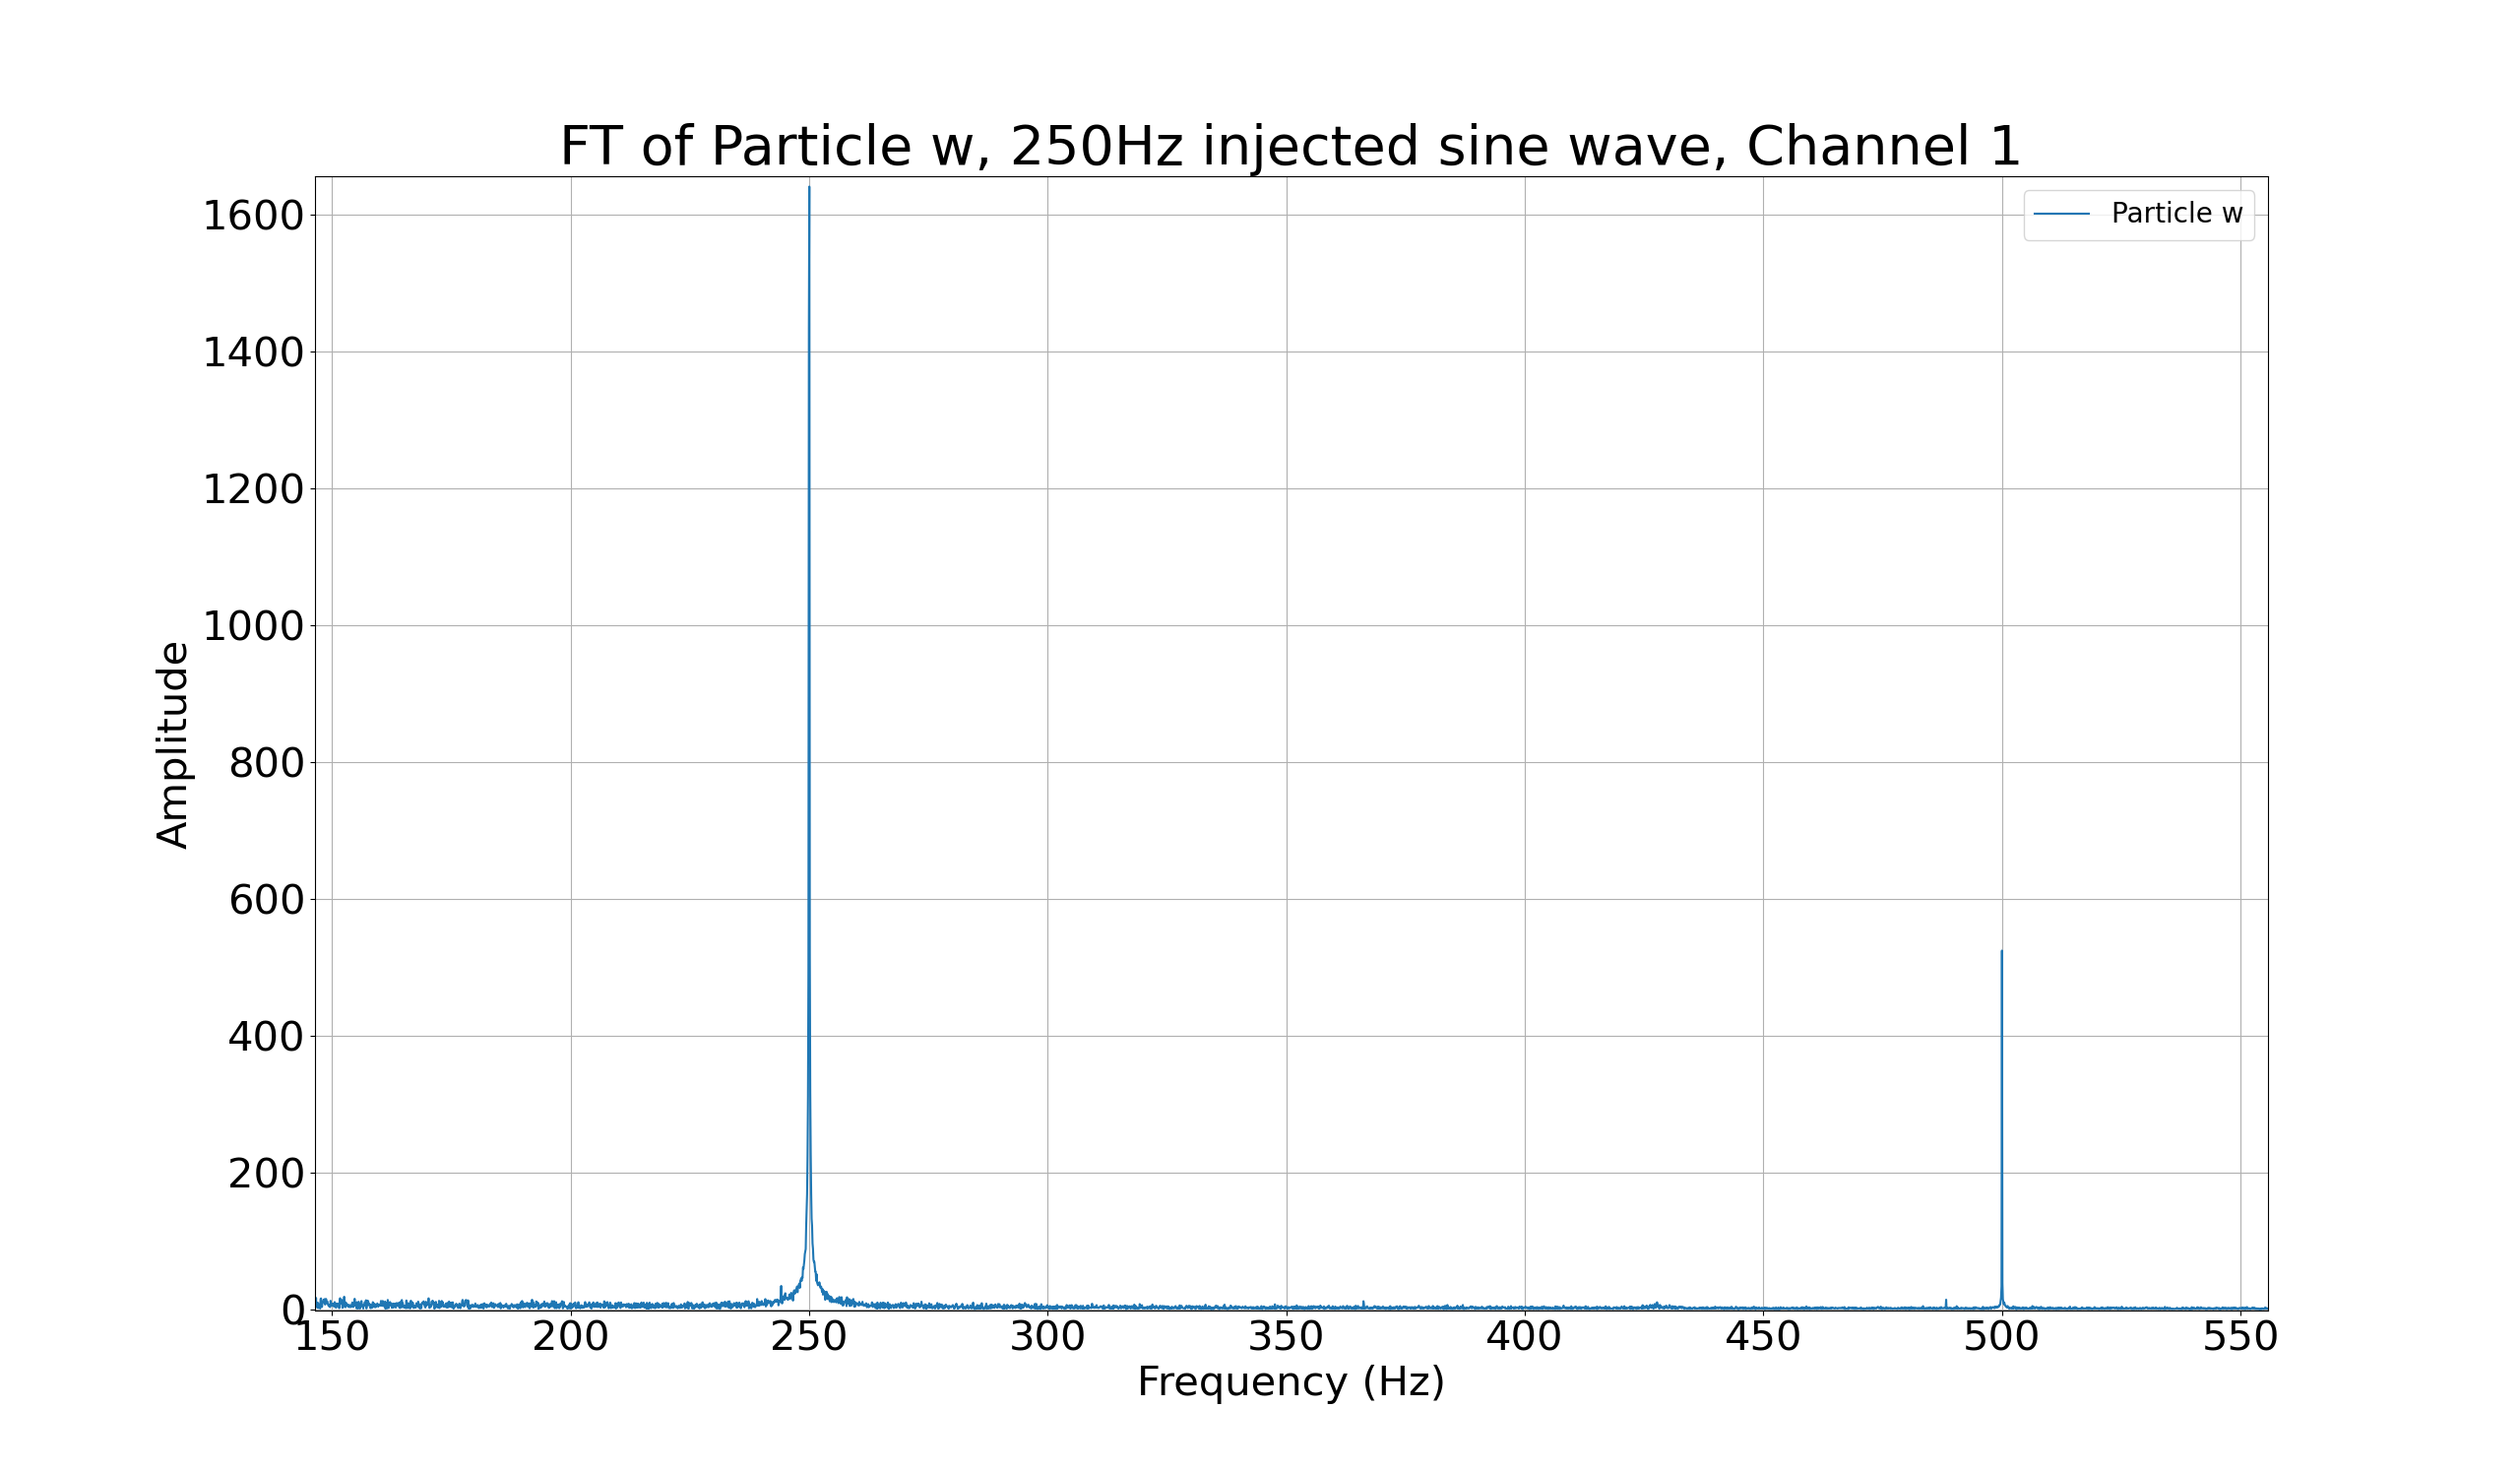 FT of Particle w, 250Hz injected sine wave, Channel 1
Particle w
1600
1400
1200
1000
800
600
400
200
0
Amplitude
150 200 250 300 350 400 450 500 550
Frequency (Hz)